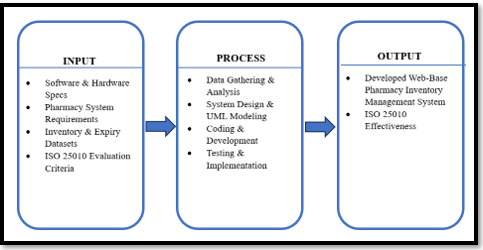 INPUT
• Software & Hardware
Specs
• Pharmacy System
Requirements
• Inventory & Expiry
Datasets
• ISO 25010 Evaluation
Criteria
PROCESS
• Data Gathering &
Analysis
• System Design &
UML Modeling
• Coding &
Development
• Testing &
Implementation
OUTPUT
• Developed Web-Base
Pharmacy Inventory
Management System
• ISO 25010
Effectiveness